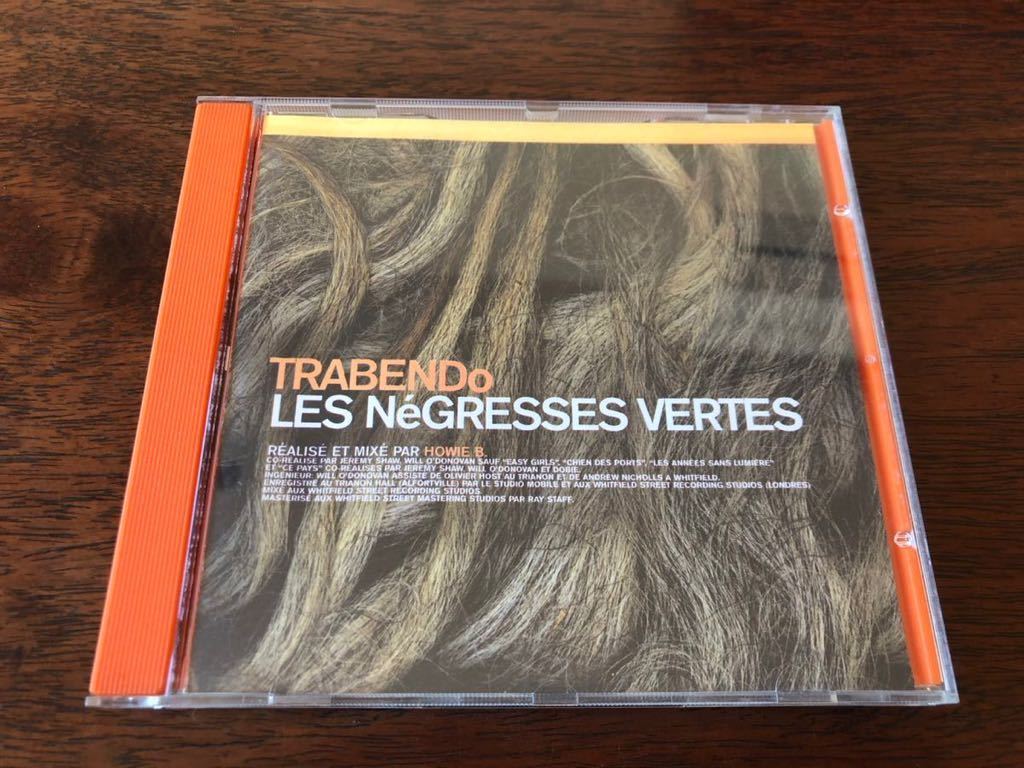 TRABENDo
LES NéGRESSES VERTES
RÉALISÉ ET MIXÉ PAR HOWIE B.
CO-RÉALISÉ PAR JEREMY SHAW, WILL O'DONOVAN SAUF "EASY GIRLS", "CHIEN DES PORTS", "LES ANNÉES SANS LUMIÈRE"
ET "CE PAYS" CO-RÉALISÉS PAR JEREMY SHAW, WILL O'DONOVAN ET DOBIE.
INGENIEUR: WILL O'DONOVAN ASSISTÉ DE OLIVIER HOST AU TRIANON ET DE ANDREW NICHOLLS A WHITFIELD.
ENREGISTRÉ AU TRIANON HALL (ALFORTVILLE) PAR LE STUDIO MOBILE ET AUX WHITFIELD STREET RECORDING STUDIOS (LONDRES)
MIXÉ AUX WHITFIELD STREET RECORDING STUDIOS.
MASTERISÉ AUX WHITFIELD STREET MASTERING STUDIOS PAR RAY STAFF.